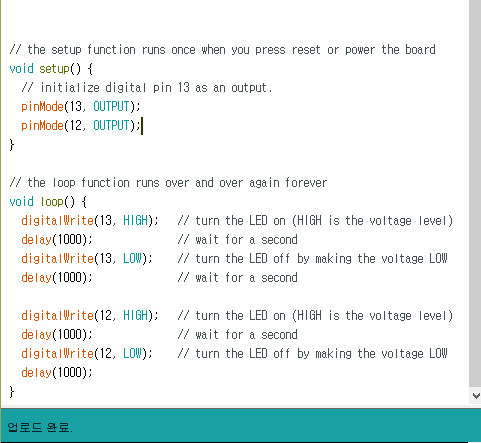 // the setup function runs once when you press reset or power the board
void setup() {
  // initialize digital pin 13 as an output.
  pinMode(13, OUTPUT);
  pinMode(12, OUTPUT);
}

// the loop function runs over and over again forever
void loop() {
  digitalWrite(13, HIGH);   // turn the LED on (HIGH is the voltage level)
  delay(1000);              // wait for a second
  digitalWrite(13, LOW);    // turn the LED off by making the voltage LOW
  delay(1000);              // wait for a second

  digitalWrite(12, HIGH);   // turn the LED on (HIGH is the voltage level)
  delay(1000);              // wait for a second
  digitalWrite(12, LOW);    // turn the LED off by making the voltage LOW
  delay(1000);
}
업로드 완료.